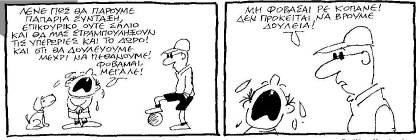 ΛΕΝΕ ΠΩΣ ΘΑ ΠΑΡΟΥΜΕ
ΠΑΠΑΡΙΑ ΣΥΝΤΑΞΗ,
ΕΠΙΚΟΥΡΙΚΟ ΟΥΤΕ ΣΑΛΙΟ
ΚΑΙ ΘΑ ΜΑΣ ΣΤΡΑΜΠΟΥΛΗΞΟΥΝ
ΤΙΣ ΥΠΕΡΩΡΙΕΣ ΚΑΙ ΤΟ ΔΩΡΟ!
ΚΑΙ ΟΤΙ ΘΑ ΔΟΥΛΕΥΟΥΜΕ
ΜΕΧΡΙ ΝΑ ΠΕΘΑΝΟΥΜΕ!
ΦΟΒΑΜΑΙ,
ΜΕΓΑΛΕ!
ΜΗ ΦΟΒΑΣΑΙ ΡΕ ΚΟΠΑΝΕ!
ΔΕΝ ΠΡΟΚΕΙΤΑΙ ΝΑ ΒΡΟΥΜΕ
ΔΟΥΛΕΙΑ!